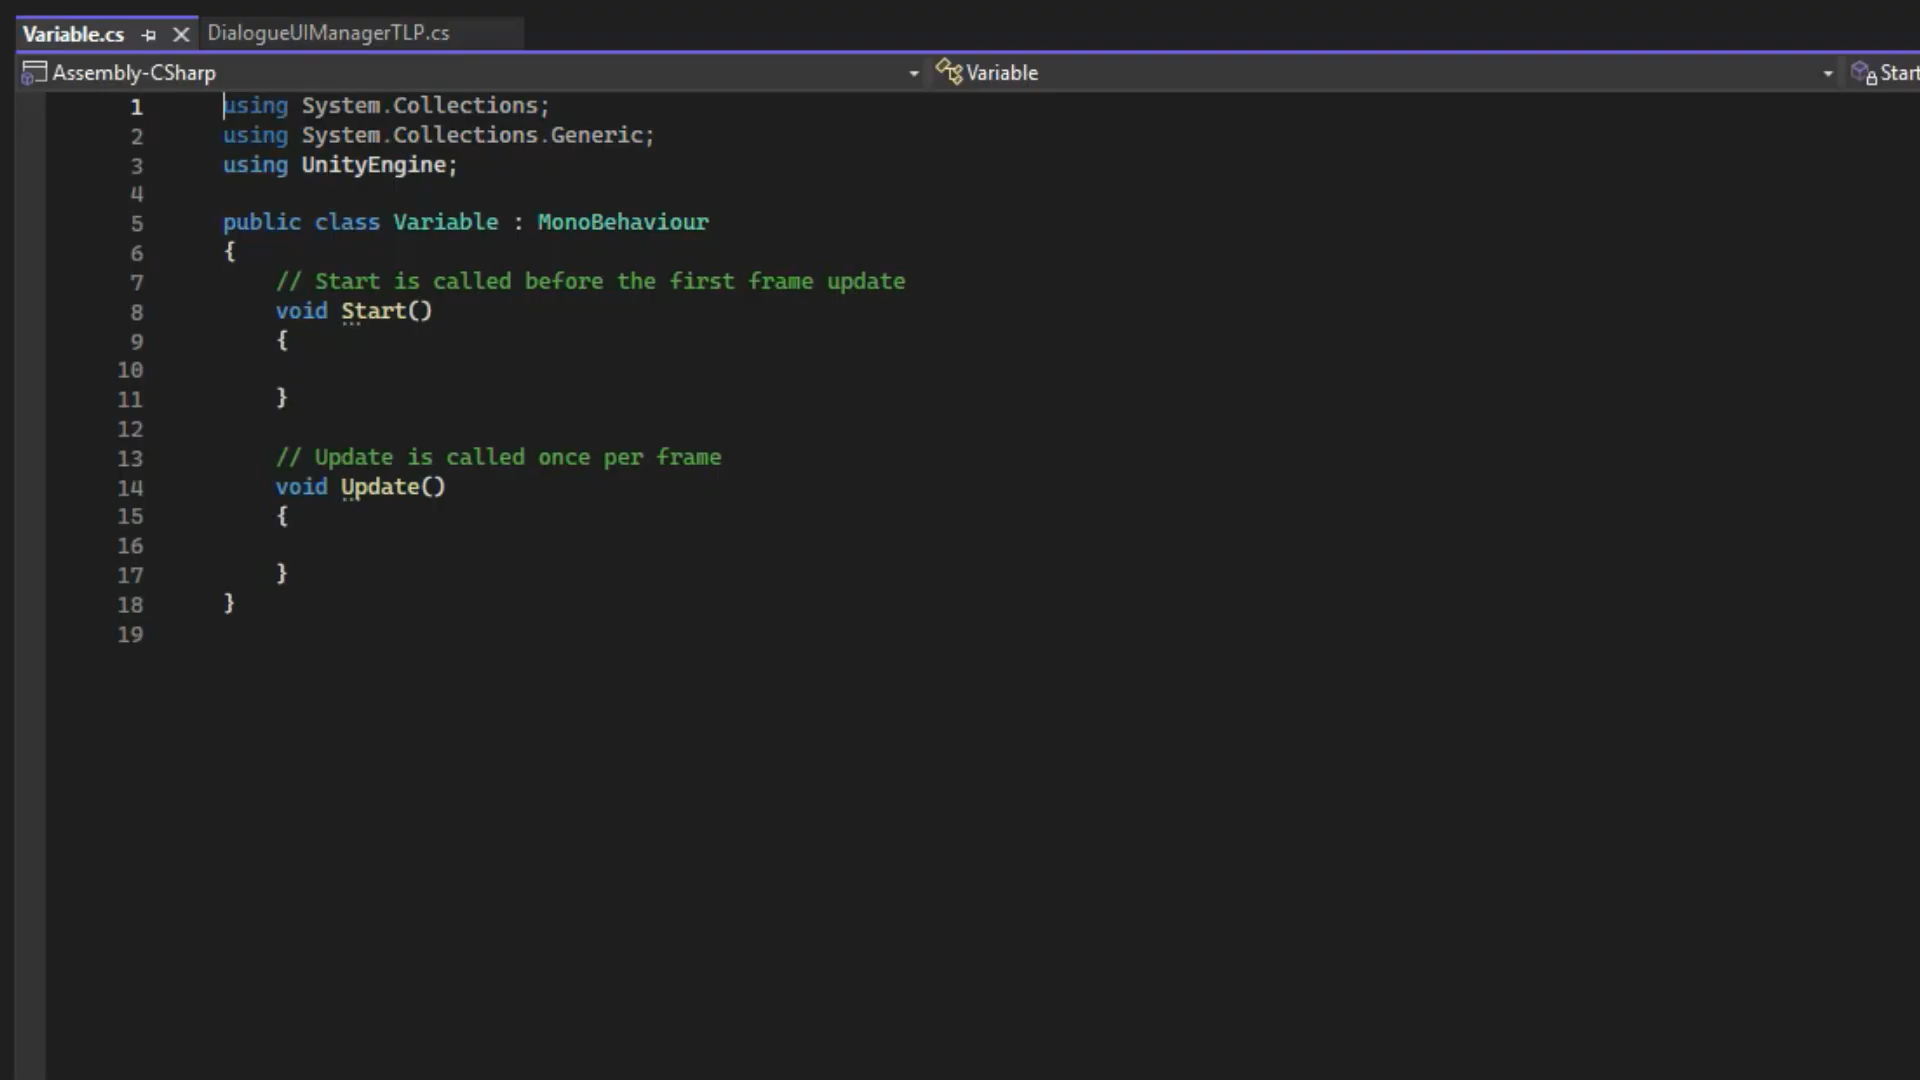 Variable.cs
DialogueUIManagerTLP.cs
Assembly-CSharp
Variable
Start
1 using System.Collections;
2 using System.Collections.Generic;
3 using UnityEngine;
4
5 public class Variable : MonoBehaviour
6 {
7 // Start is called before the first frame update
8 void Start()
9 {
10
11 }
12
13 // Update is called once per frame
14 void Update()
15 {
16
17 }
18 }
19